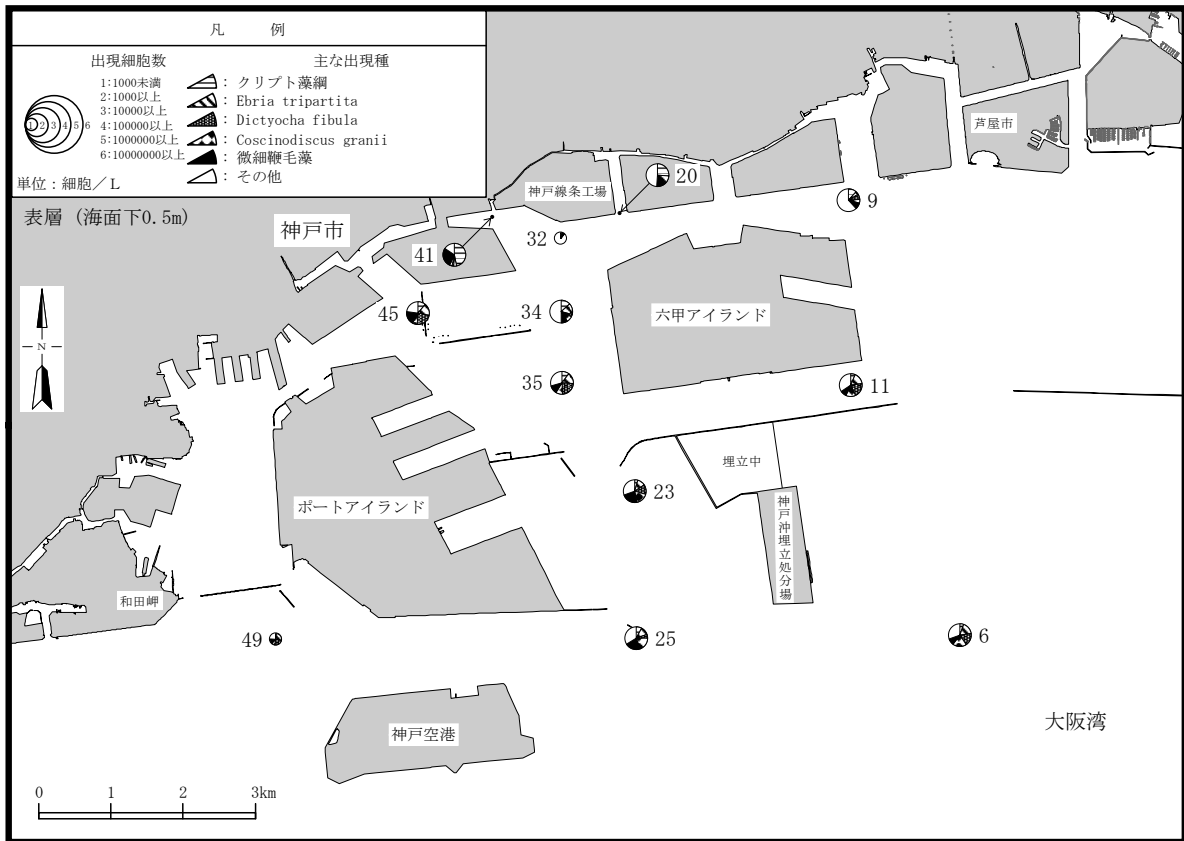 凡　　例
出現細胞数
主な出現種
1:1000未満
2:1000以上
3:10000以上
4:100000以上
5:1000000以上
6:10000000以上
1 2 3 4 5 6
：クリプト藻綱
：Ebria tripartita
：Dictyocha fibula
：Coscinodiscus granii
：微細鞭毛藻
：その他
単位：細胞／L
表層 (海面下0.5m)
芦屋市
神戸線条工場
20
9
神戸市
32
41
45
34
六甲アイランド
N
35
11
埋立中
23
ポートアイランド
神戸沖埋立処分場
和田岬
49
25
6
大阪湾
神戸空港
0 1 2 3km